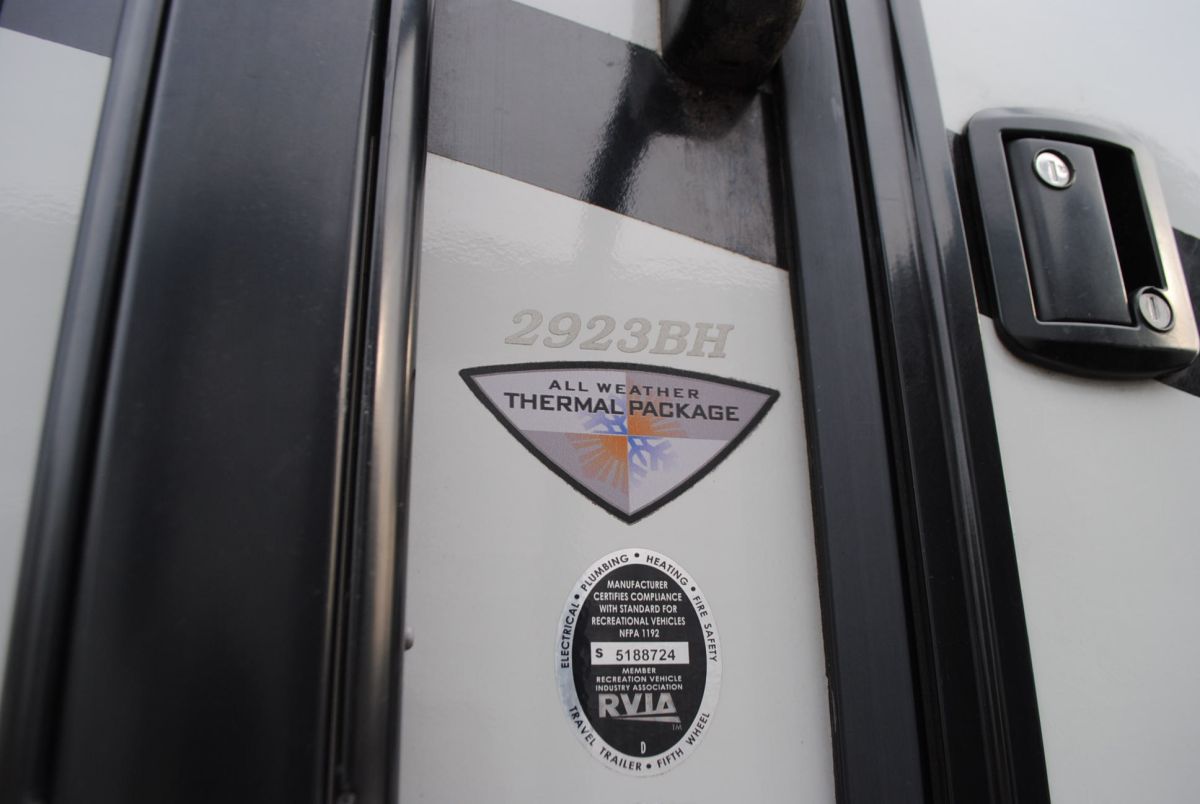 2923BH
ALL WEATHER
THERMAL PACKAGE
ELECTRICAL • PLUMBING • HEATING • FIRE SAFETY
MANUFACTURER
CERTIFIES COMPLIANCE
WITH STANDARD FOR
RECREATIONAL VEHICLES
NFPA 1192
S 5188724
MEMBER
RECREATION VEHICLE
INDUSTRY ASSOCIATION
RVIA
TM
D
TRAVEL TRAILER • FIFTH WHEEL